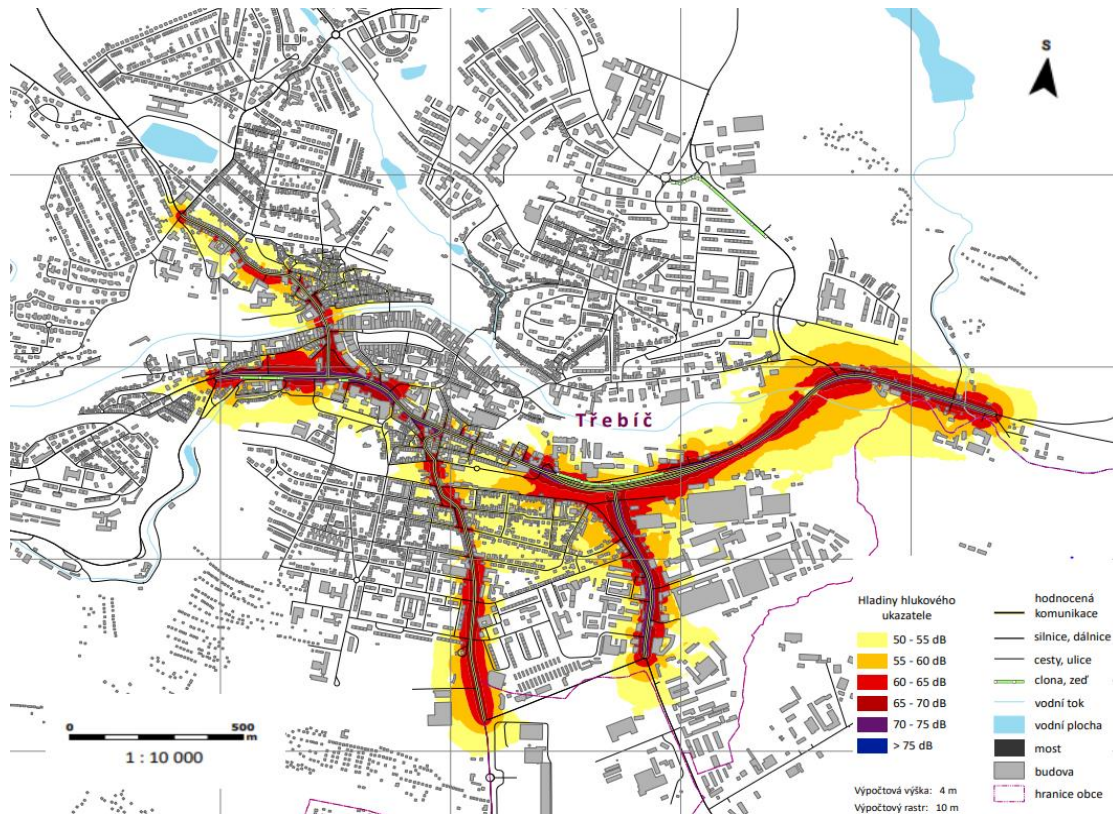 S
Třebíč
0 500 m
1 : 10 000
Hladiny hlukového
ukazatele
50 - 55 dB
55 - 60 dB
60 - 65 dB
65 - 70 dB
70 - 75 dB
> 75 dB
Výpočtová výška: 4 m
Výpočtový rastr: 10 m
hodnocená
komunikace
silnice, dálnice
cesty, ulice
clona, zeď
vodní tok
vodní plocha
most
budova
hranice obce